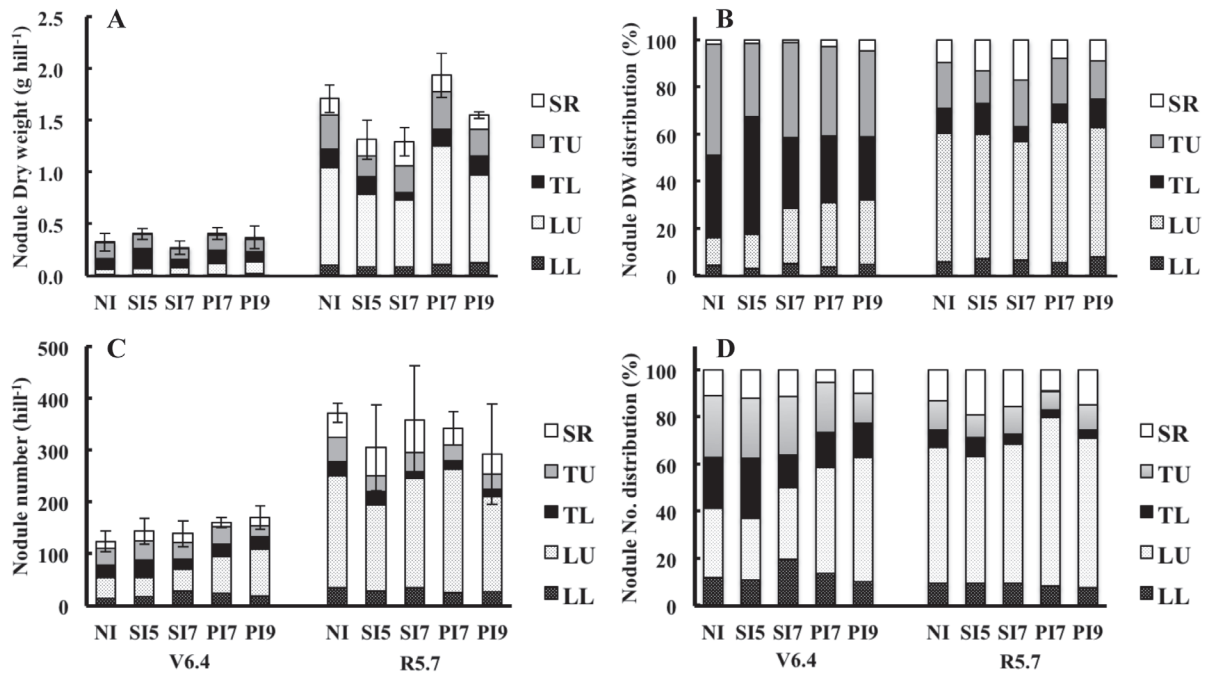 A
Nodule Dry weight (g hill-1)
2.5
2.0
1.5
1.0
0.5
0.0
NI SI5 SI7 PI7 PI9 NI SI5 SI7 PI7 PI9
SR
TU
TL
LU
LL
B
Nodule DW distribution (%)
100
80
60
40
20
0
NI SI5 SI7 PI7 PI9 NI SI5 SI7 PI7 PI9
SR
TU
TL
LU
LL
C
Nodule number (hill-1)
500
400
300
200
100
0
NI SI5 SI7 PI7 PI9 NI SI5 SI7 PI7 PI9
V6.4 R5.7
SR
TU
TL
LU
LL
D
Nodule No. distribution (%)
100
80
60
40
20
0
NI SI5 SI7 PI7 PI9 NI SI5 SI7 PI7 PI9
V6.4 R5.7
SR
TU
TL
LU
LL